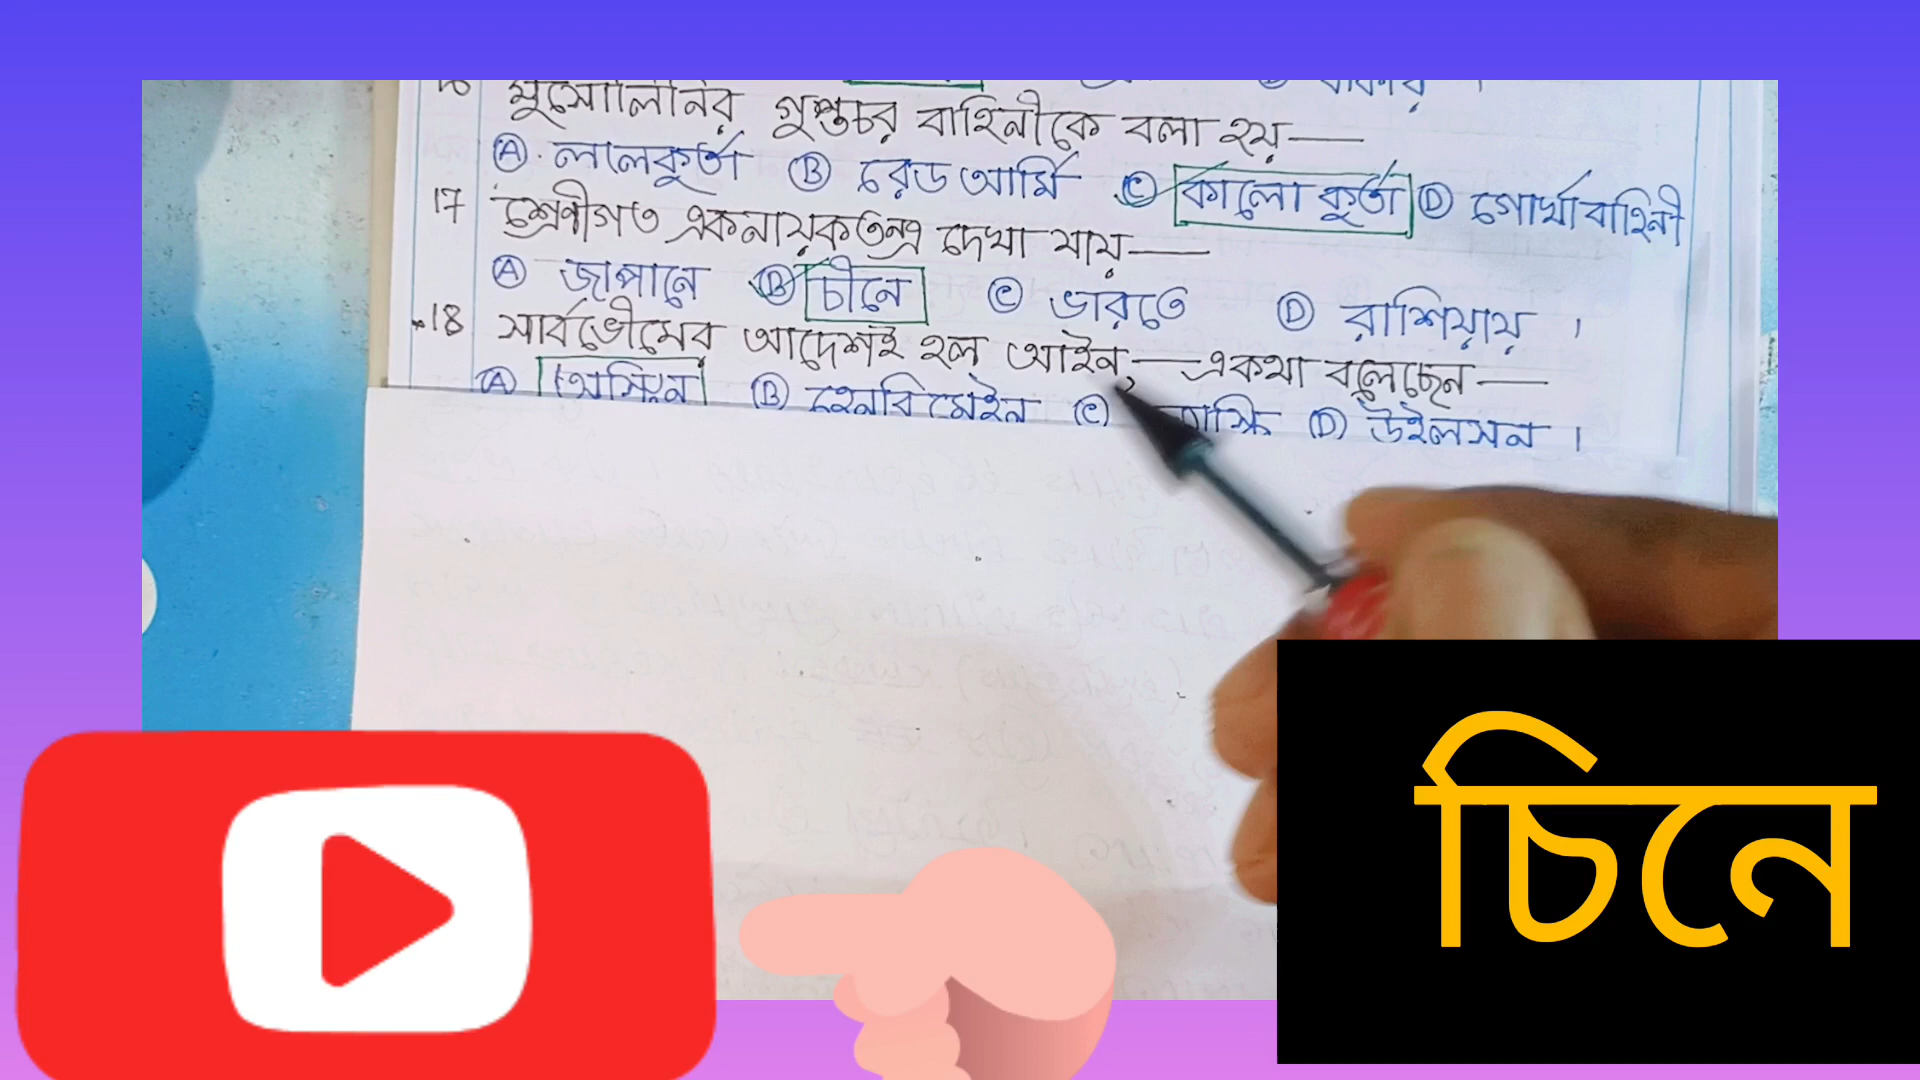 মুসোলিনির গুপ্তচর বাহিনীকে বলা হয়—
Ⓐ লালকুর্তা Ⓑ রেড আর্মি Ⓒ কালো কুর্তা Ⓓ গোর্খাবাহিনী
17 শ্রেণীগত একনায়কতন্ত্র দেখা যায়—
Ⓐ জাপানে Ⓑ চীনে Ⓒ ভারতে Ⓓ রাশিয়ায় ।
18 সার্বভৌমের আদেশই হল আইন,—একথা বলেছেন—
Ⓐ অস্টিন Ⓑ হেনরি মেইন Ⓒ Ⓓ উইলসন ।
চিনে